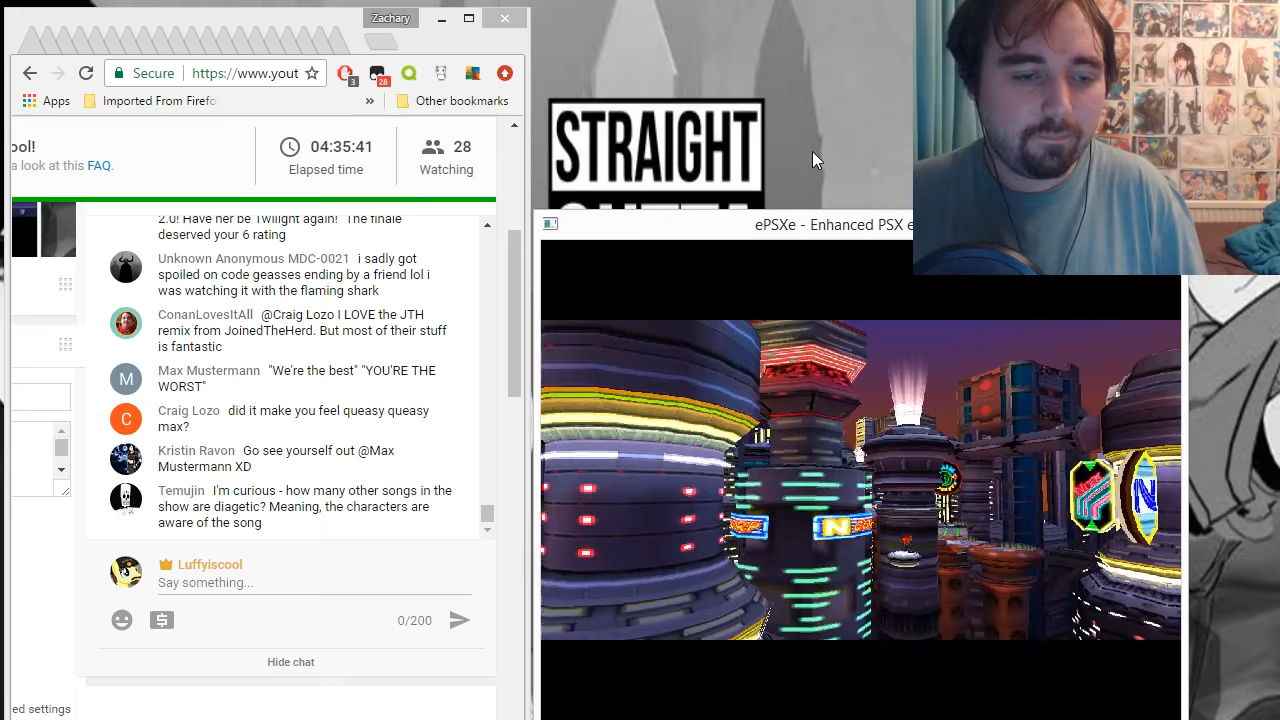 Zachary
Secure https://www.yout
3
28
Apps Imported From Firefo » Other bookmarks
ool!
a look at this FAQ.
04:35:41
Elapsed time
28
Watching
2.0! Have her be Twilight again! The finale
deserved your 6 rating
Unknown Anonymous MDC-0021 i sadly got
spoiled on code geasses ending by a friend lol i
was watching it with the flaming shark
ConanLovesItAll @Craig Lozo I LOVE the JTH
remix from JoinedTheHerd. But most of their stuff
is fantastic
M
Max Mustermann "We're the best" "YOU'RE THE
WORST"
C
Craig Lozo did it make you feel queasy queasy
max?
Kristin Ravon Go see yourself out @Max
Mustermann XD
Temujin I'm curious - how many other songs in the
show are diagetic? Meaning, the characters are
aware of the song
Luffyiscool
Say something...
0/200
Hide chat
ed settings
STRAIGHT
ePSXe - Enhanced PSX e
N
N